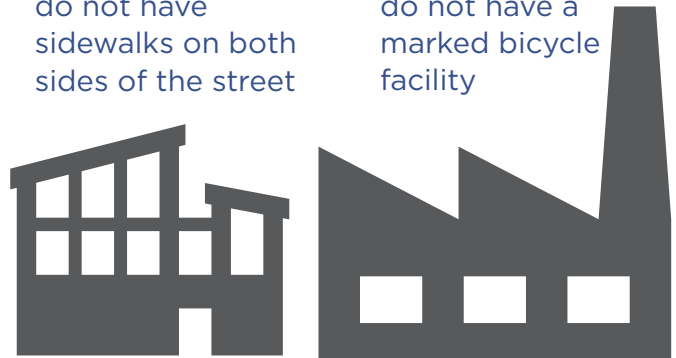 do not have
sidewalks on both
sides of the street
do not have a
marked bicycle
facility